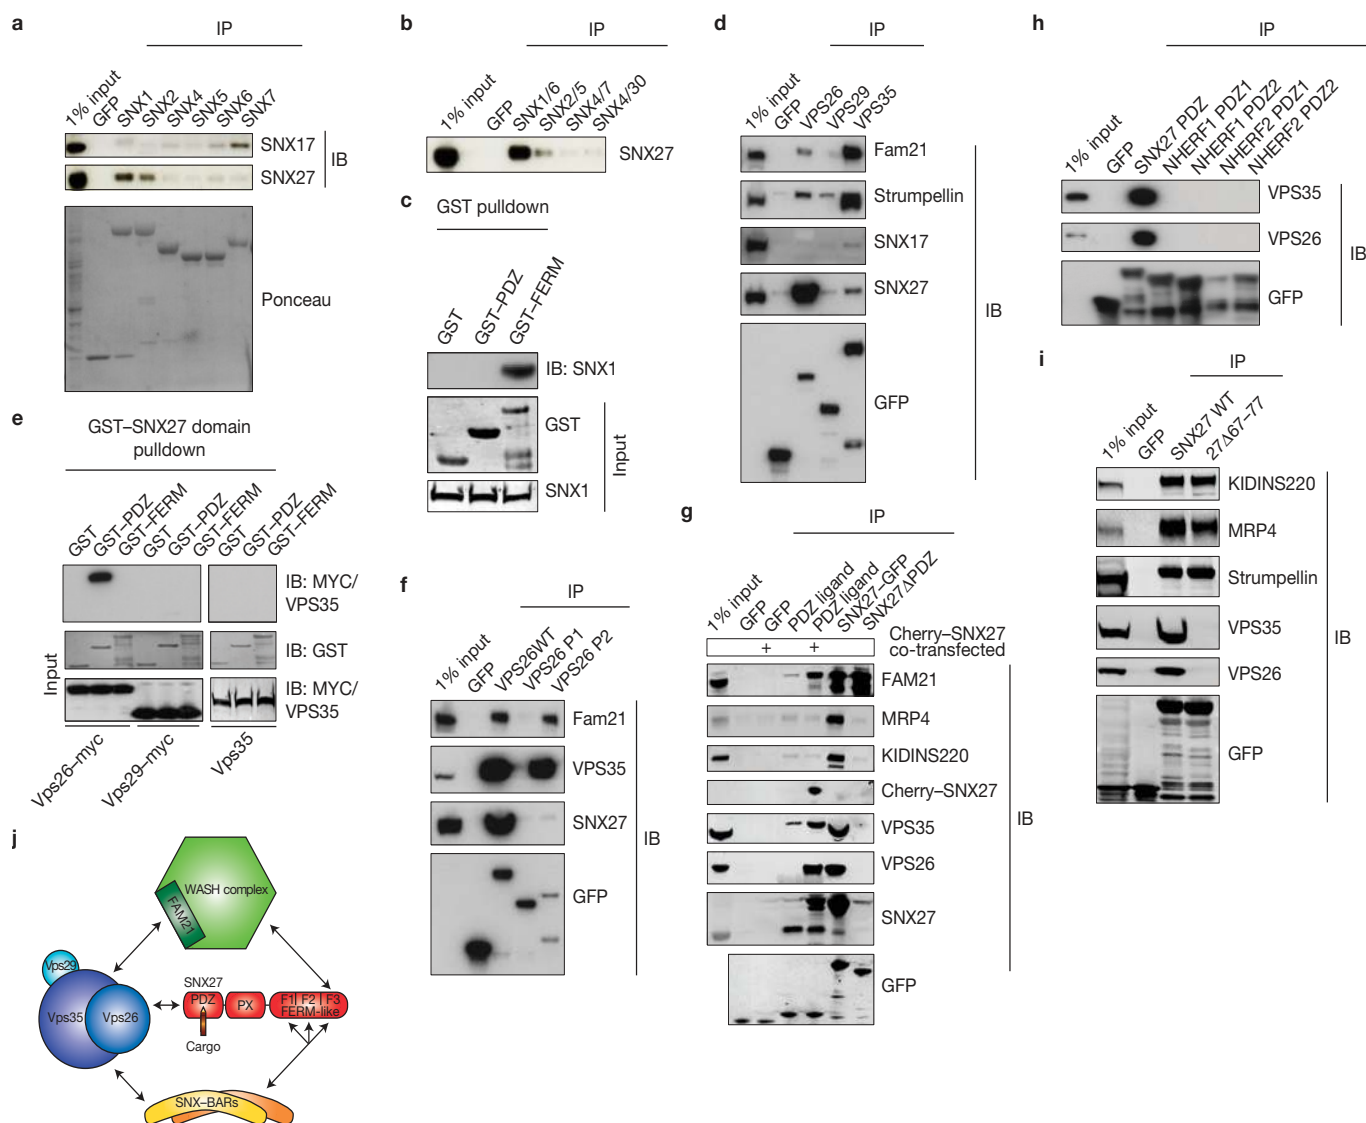 a
IP
1% input
GFP
SNX1
SNX2
SNX4
SNX5
SNX6
SNX7
SNX17
SNX27
IB
Ponceau
b
IP
1% input
GFP
SNX1/6
SNX2/5
SNX4/7
SNX4/30
SNX27
c
GST pulldown
GST
GST–PDZ
GST–FERM
IB: SNX1
GST
SNX1
Input
d
IP
1% input
GFP
VPS26
VPS29
VPS35
Fam21
Strumpellin
SNX17
SNX27
GFP
IB
e
GST–SNX27 domain
pulldown
GST
GST–PDZ
GST–FERM
GST
GST–PDZ
GST–FERM
GST
GST–PDZ
GST–FERM
IB: MYC/
VPS35
IB: GST
IB: MYC/
VPS35
Input
Vps26–myc
Vps29–myc
Vps35
f
IP
1% input
GFP
VPS26WT
VPS26 P1
VPS26 P2
Fam21
VPS35
SNX27
GFP
IB
g
IP
1% input
GFP
GFP
PDZ ligand
PDZ ligand
SNX27–GFP
SNX27ΔPDZ
+ +
Cherry–SNX27
co-transfected
FAM21
MRP4
KIDINS220
Cherry–SNX27
VPS35
VPS26
SNX27
GFP
IB
h
IP
1% input
GFP
SNX27 PDZ
NHERF1 PDZ1
NHERF1 PDZ2
NHERF2 PDZ1
NHERF2 PDZ2
VPS35
VPS26
GFP
IB
i
IP
1% input
GFP
SNX27 WT
27Δ67–77
KIDINS220
MRP4
Strumpellin
VPS35
VPS26
GFP
IB
j
WASH complex
FAM21
Vps29
Vps35
Vps26
SNX27
PDZ
PX
F1 F2 F3
FERM-like
Cargo
SNX–BARs